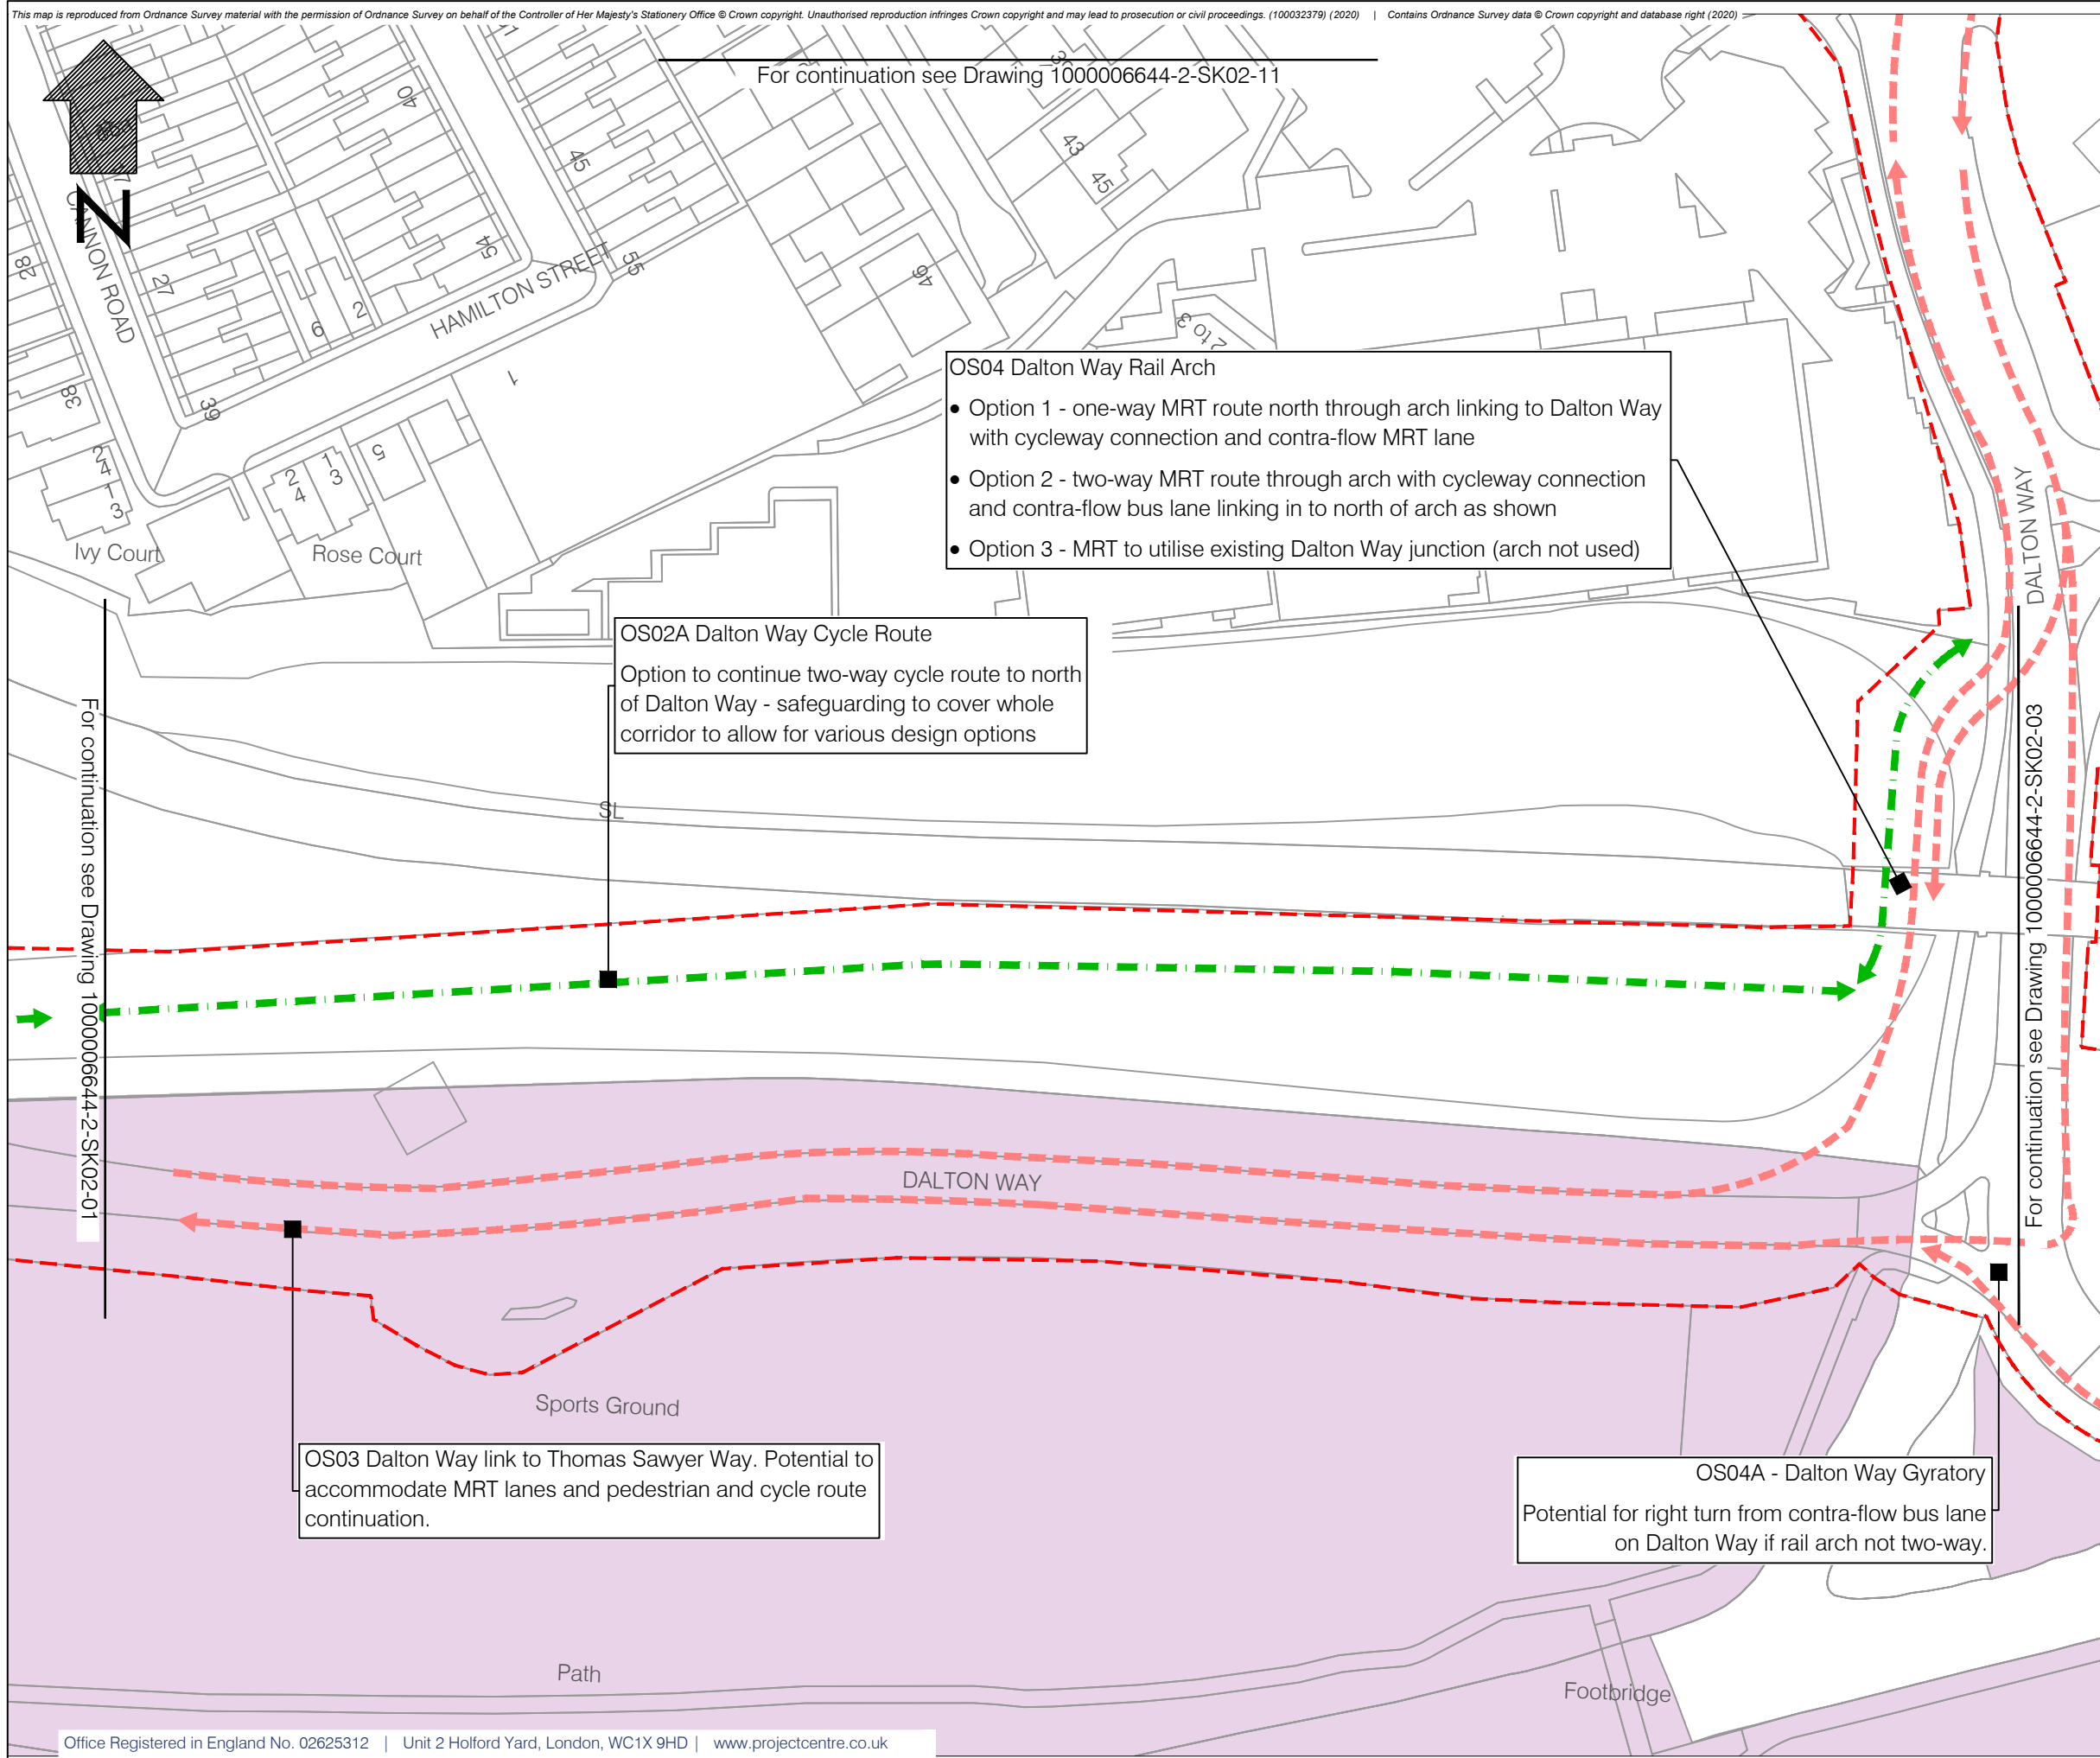 This map is reproduced from Ordnance Survey material with the permission of Ordnance Survey on behalf of the Controller of Her Majesty's Stationery Office © Crown copyright. Unauthorised reproduction infringes Crown copyright and may lead to prosecution or civil proceedings. (100032379) (2020) | Contains Ordnance Survey data © Crown copyright and database right (2020)
For continuation see Drawing 1000006644-2-SK02-11
N
CANNON ROAD
HAMILTON STREET
40
45
43
45
54
55
46
28
27
6
2
38
39
1
2 to 3
24
13
24
13
5
Ivy Court
Rose Court
OS04 Dalton Way Rail Arch
• Option 1 - one-way MRT route north through arch linking to Dalton Way
with cycleway connection and contra-flow MRT lane
• Option 2 - two-way MRT route through arch with cycleway connection
and contra-flow bus lane linking in to north of arch as shown
• Option 3 - MRT to utilise existing Dalton Way junction (arch not used)
DALTON WAY
OS02A Dalton Way Cycle Route
Option to continue two-way cycle route to north
of Dalton Way - safeguarding to cover whole
corridor to allow for various design options
SL
For continuation see Drawing 1000006644-2-SK02-01
For continuation see Drawing 1000006644-2-SK02-03
DALTON WAY
Sports Ground
OS03 Dalton Way link to Thomas Sawyer Way. Potential to
accommodate MRT lanes and pedestrian and cycle route
continuation.
OS04A - Dalton Way Gyratory
Potential for right turn from contra-flow bus lane
on Dalton Way if rail arch not two-way.
Path
Footbridge
Office Registered in England No. 02625312 | Unit 2 Holford Yard, London, WC1X 9HD | www.projectcentre.co.uk